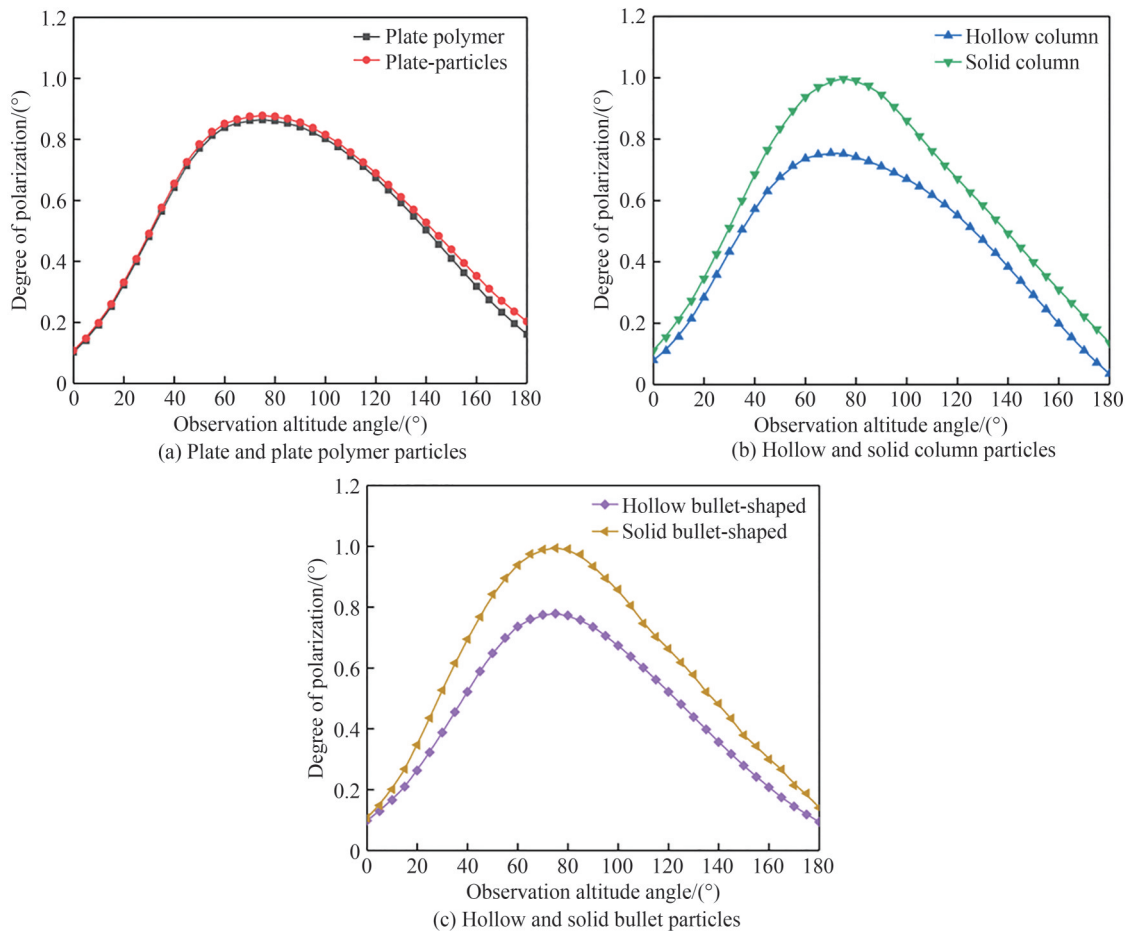 Plate polymer
Plate-particles
1.2
1.0
0.8
0.6
0.4
0.2
0
Degree of polarization/(°)
0 20 40 60 80 100 120 140 160 180
Observation altitude angle/(°)
(a) Plate and plate polymer particles
Hollow column
Solid column
1.2
1.0
0.8
0.6
0.4
0.2
0
Degree of polarization/(°)
0 20 40 60 80 100 120 140 160 180
Observation altitude angle/(°)
(b) Hollow and solid column particles
Hollow bullet-shaped
Solid bullet-shaped
1.2
1.0
0.8
0.6
0.4
0.2
0
Degree of polarization/(°)
0 20 40 60 80 100 120 140 160 180
Observation altitude angle/(°)
(c) Hollow and solid bullet particles